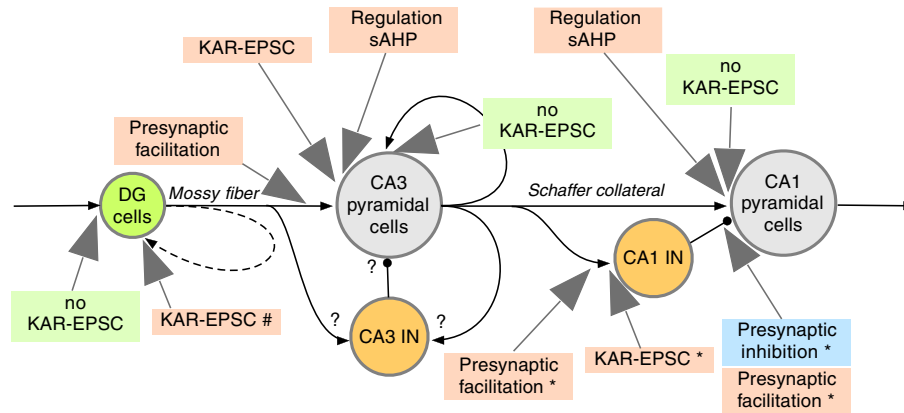 Regulation
sAHP
KAR-EPSC
Regulation
sAHP
no
KAR-EPSC
no
KAR-EPSC
Presynaptic
facilitation
DG
cells
Mossy fiber
CA3
pyramidal
cells
Schaffer collateral
CA1
pyramidal
cells
CA1 IN
?
no
KAR-EPSC
KAR-EPSC #
?
CA3 IN
?
Presynaptic
facilitation *
KAR-EPSC *
Presynaptic
inhibition *
Presynaptic
facilitation *